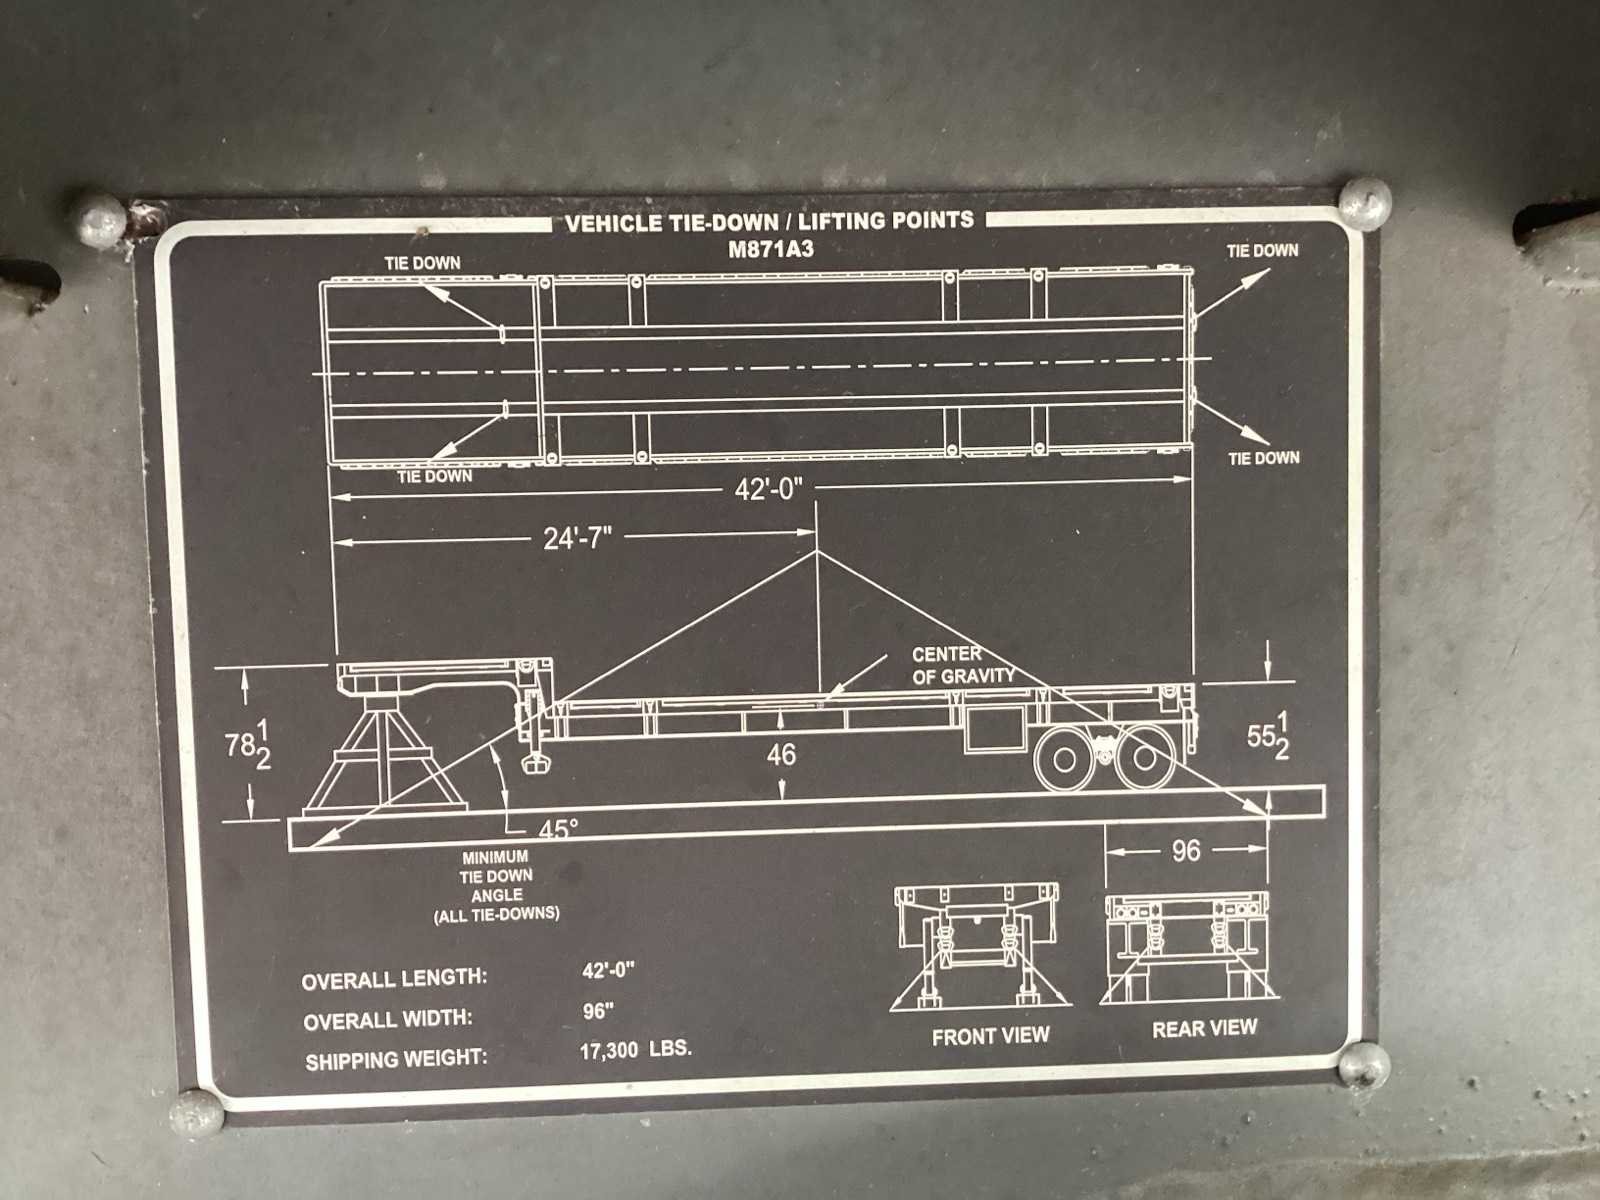 VEHICLE TIE-DOWN / LIFTING POINTS
M871A3
TIE DOWN
TIE DOWN
TIE DOWN
TIE DOWN
42'-0"
24'-7"
CENTER
OF GRAVITY
78 1/2
46
55 1/2
45°
MINIMUM
TIE DOWN
ANGLE
(ALL TIE-DOWNS)
96
OVERALL LENGTH: 42'-0"
OVERALL WIDTH: 96"
SHIPPING WEIGHT: 17,300 LBS.
FRONT VIEW
REAR VIEW